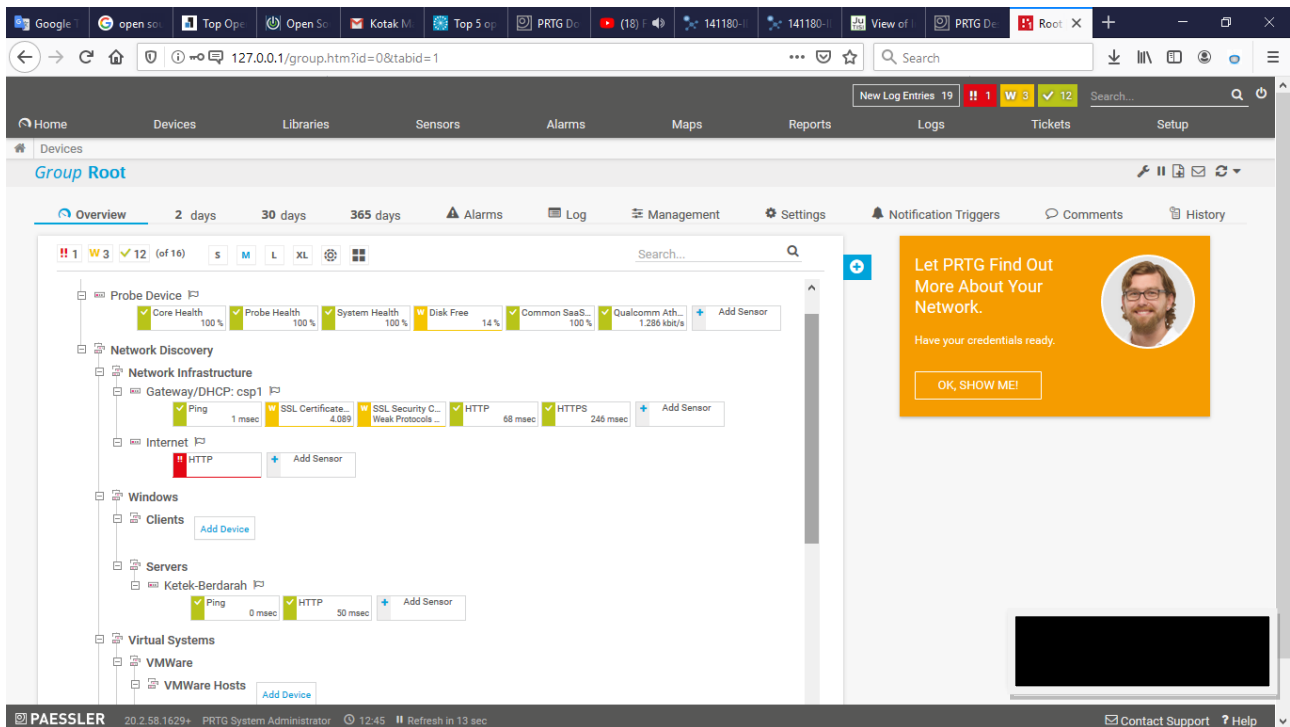 Google T
open sou
Top Ope
Open So
Kotak M
Top 5 op
PRTG Do
(18) F
141180-I
141180-I
View of
PRTG De
Root
127.0.0.1/group.htm?id=0&tabid=1
Search
New Log Entries 19
!! 1
W 3
12
Search...
Home
Devices
Libraries
Sensors
Alarms
Maps
Reports
Logs
Tickets
Setup
Devices
Group Root
Overview
2 days
30 days
365 days
Alarms
Log
Management
Settings
Notification Triggers
Comments
History
!! 1 W 3 12 (of 16)
S M L XL
Search...
Probe Device
Core Health
100 %
Probe Health
100 %
System Health
100 %
W Disk Free
14 %
Common SaaS...
100 %
Qualcomm Ath...
1.286 kbit/s
+ Add Sensor
Network Discovery
Network Infrastructure
Gateway/DHCP: csp1
Ping
1 msec
W SSL Certificate...
4.089
W SSL Security C...
Weak Protocols ...
HTTP
68 msec
HTTPS
246 msec
+ Add Sensor
Internet
!! HTTP
+ Add Sensor
Windows
Clients
Add Device
Servers
Ketek-Berdarah
Ping
0 msec
HTTP
50 msec
+ Add Sensor
Virtual Systems
VMWare
VMWare Hosts
Add Device
Let PRTG Find Out
More About Your
Network.
Have your credentials ready.
OK, SHOW ME!
PAESSLER
20.2.58.1629+
PRTG System Administrator
12:45
Refresh in 13 sec
Contact Support
? Help